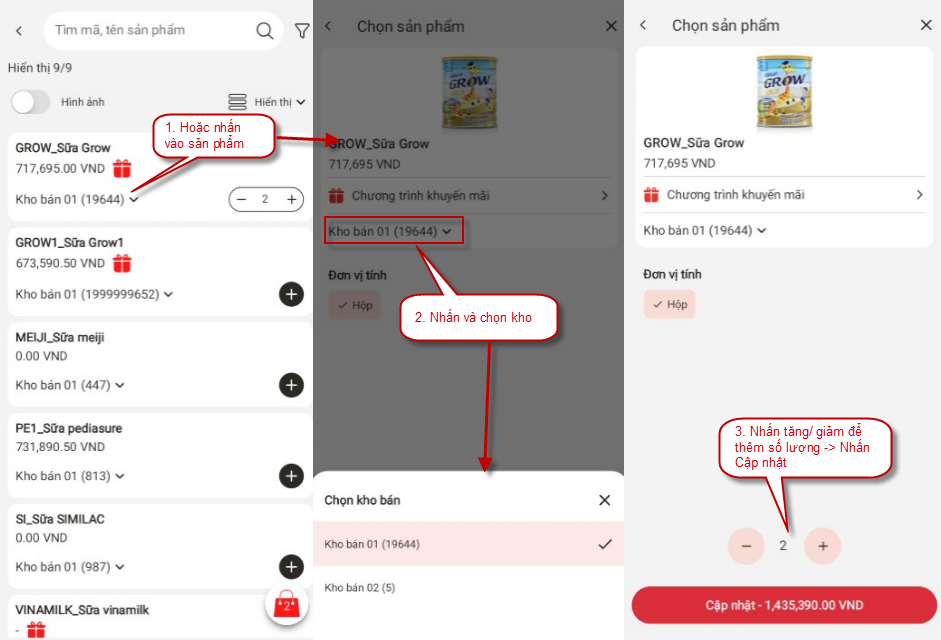 Tìm mã, tên sản phẩm
Hiển thị 9/9
Hình ảnh
Hiển thị
1. Hoặc nhấn
vào sản phẩm
GROW_Sữa Grow
717,695.00 VND
Kho bán 01 (19644)
2
GROW1_Sữa Grow1
673,590.50 VND
Kho bán 01 (1999999652)
MEIJI_Sữa meiji
0.00 VND
Kho bán 01 (447)
PE1_Sữa pediasure
731,890.50 VND
Kho bán 01 (813)
SI_Sữa SIMILAC
0.00 VND
Kho bán 01 (987)
2
VINAMILK_Sữa vinamilk
-
Chọn sản phẩm
GROW
GROW_Sữa Grow
717,695 VND
Chương trình khuyến mãi
Kho bán 01 (19644)
Đơn vị tính
Hộp
2. Nhấn và chọn kho
Chọn kho bán
Kho bán 01 (19644)
Kho bán 02 (5)
Chọn sản phẩm
GROW
GROW_Sữa Grow
717,695 VND
Chương trình khuyến mãi
Kho bán 01 (19644)
Đơn vị tính
Hộp
3. Nhấn tăng/ giảm để
thêm số lượng -> Nhấn
Cập nhật
2
Cập nhật - 1,435,390.00 VND